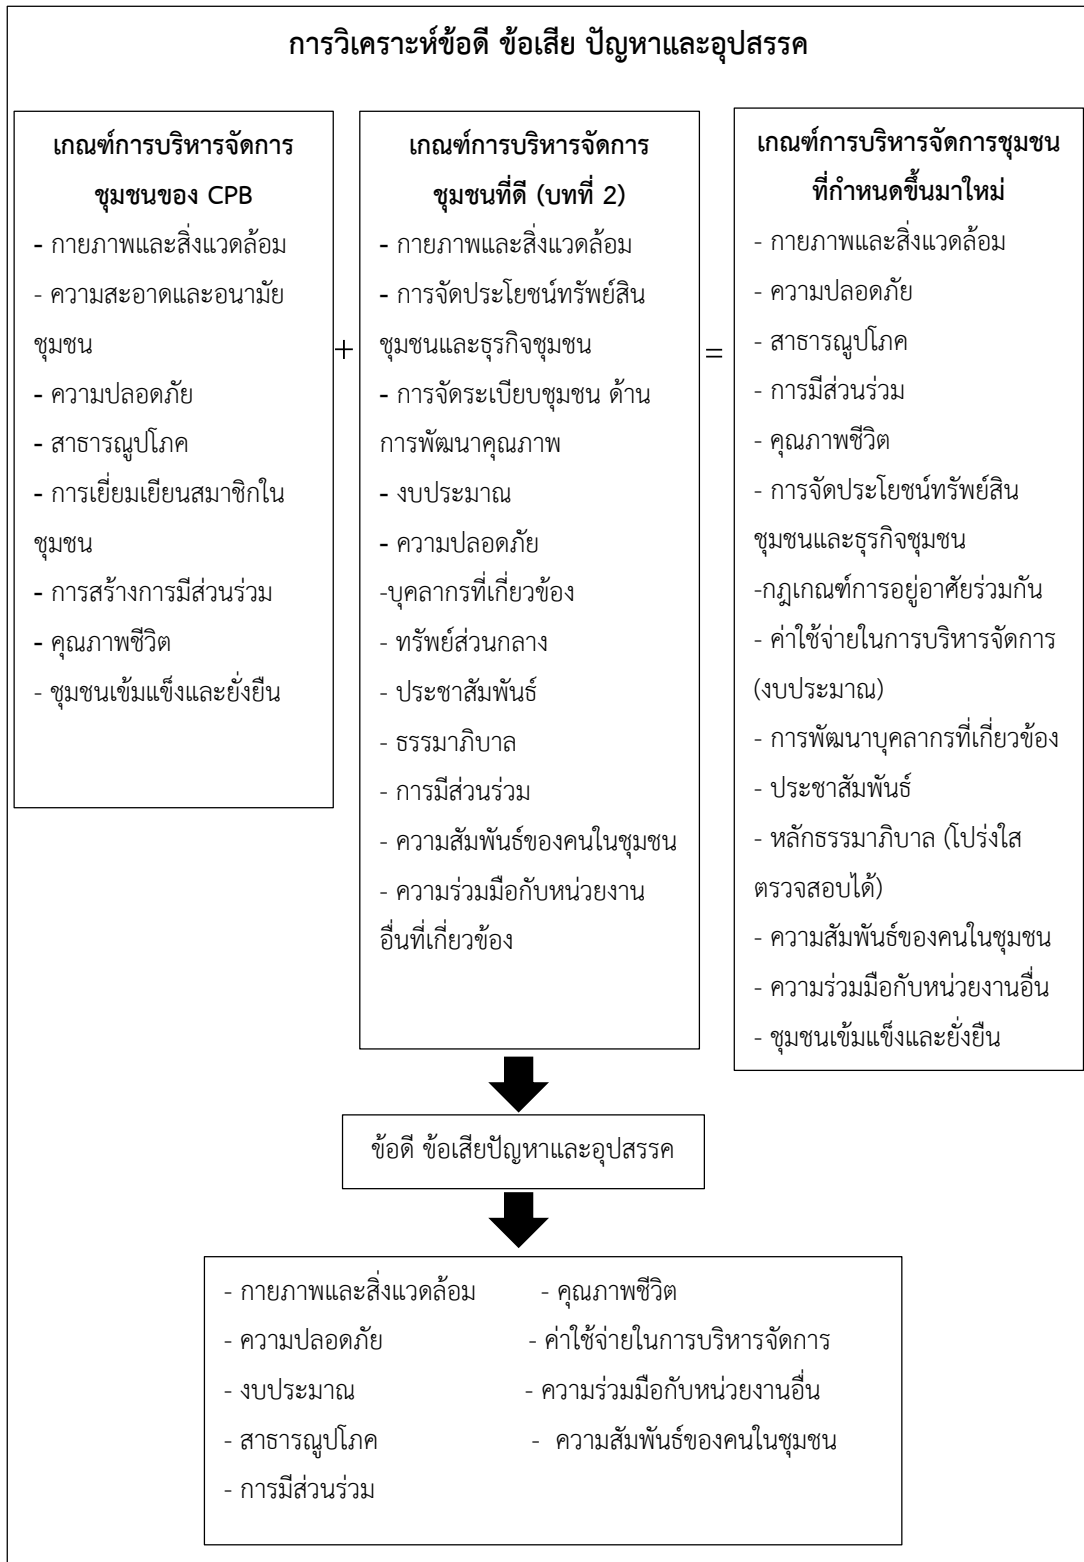 การวิเคราะห์ข้อดี ข้อเสีย ปัญหาและอุปสรรค
เกณฑ์การบริหารจัดการ
ชุมชนของ CPB
- กายภาพและสิ่งแวดล้อม
- ความสะอาดและอนามัย
ชุมชน
- ความปลอดภัย
- สาธารณูปโภค
- การเยี่ยมเยียนสมาชิกใน
ชุมชน
- การสร้างการมีส่วนร่วม
- คุณภาพชีวิต
- ชุมชนเข้มแข็งและยั่งยืน
+
เกณฑ์การบริหารจัดการ
ชุมชนที่ดี (บทที่ 2)
- กายภาพและสิ่งแวดล้อม
- การจัดประโยชน์ทรัพย์สิน
ชุมชนและธุรกิจชุมชน
- การจัดระเบียบชุมชน ด้าน
การพัฒนาคุณภาพ
- งบประมาณ
- ความปลอดภัย
-บุคลากรที่เกี่ยวข้อง
- ทรัพย์ส่วนกลาง
- ประชาสัมพันธ์
- ธรรมาภิบาล
- การมีส่วนร่วม
- ความสัมพันธ์ของคนในชุมชน
- ความร่วมมือกับหน่วยงาน
อื่นที่เกี่ยวข้อง
=
เกณฑ์การบริหารจัดการชุมชน
ที่กำหนดขึ้นมาใหม่
- กายภาพและสิ่งแวดล้อม
- ความปลอดภัย
- สาธารณูปโภค
- การมีส่วนร่วม
- คุณภาพชีวิต
- การจัดประโยชน์ทรัพย์สิน
ชุมชนและธุรกิจชุมชน
-กฎเกณฑ์การอยู่อาศัยร่วมกัน
- ค่าใช้จ่ายในการบริหารจัดการ
(งบประมาณ)
- การพัฒนาบุคลากรที่เกี่ยวข้อง
- ประชาสัมพันธ์
- หลักธรรมาภิบาล (โปร่งใส
ตรวจสอบได้)
- ความสัมพันธ์ของคนในชุมชน
- ความร่วมมือกับหน่วยงานอื่น
- ชุมชนเข้มแข็งและยั่งยืน
ข้อดี ข้อเสียปัญหาและอุปสรรค
- กายภาพและสิ่งแวดล้อม - คุณภาพชีวิต
- ความปลอดภัย - ค่าใช้จ่ายในการบริหารจัดการ
- งบประมาณ - ความร่วมมือกับหน่วยงานอื่น
- สาธารณูปโภค - ความสัมพันธ์ของคนในชุมชน
- การมีส่วนร่วม